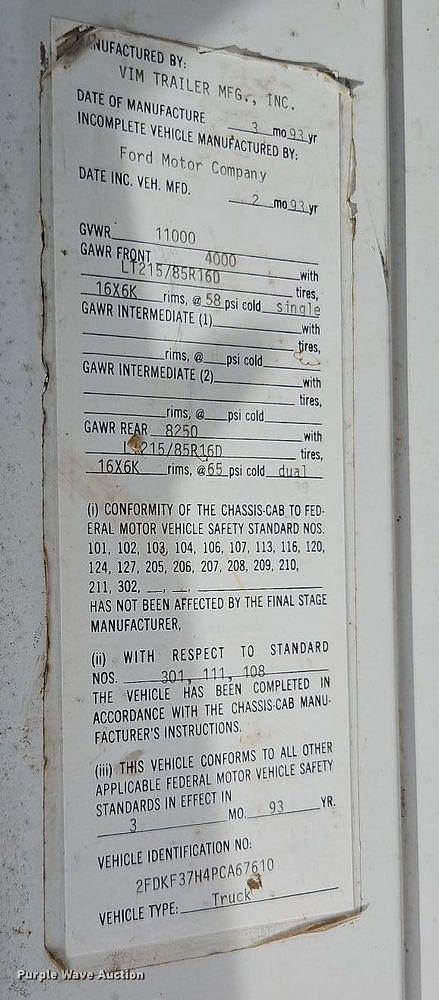 NUFACTURED BY:
VIM TRAILER MFG., INC.
DATE OF MANUFACTURE 3 mo 93 yr
INCOMPLETE VEHICLE MANUFACTURED BY:
Ford Motor Company
DATE INC. VEH. MFD. 2 mo 93 yr
GVWR 11000
GAWR FRONT 4000 with
LT215/85R16D tires,
16X6K rims, @ 58 psi cold single
GAWR INTERMEDIATE (1) with
tires,
rims, @ psi cold
GAWR INTERMEDIATE (2) with
tires,
rims, @ psi cold
GAWR REAR 8250 with
LT215/85R16D tires,
16X6K rims, @ 65 psi cold dual
(i) CONFORMITY OF THE CHASSIS-CAB TO FED-
ERAL MOTOR VEHICLE SAFETY STANDARD NOS.
101, 102, 103, 104, 106, 107, 113, 116, 120,
124, 127, 205, 206, 207, 208, 209, 210,
211, 302, __, __,
HAS NOT BEEN AFFECTED BY THE FINAL STAGE
MANUFACTURER,
(ii) WITH RESPECT TO STANDARD
NOS. 301, 111, 108
THE VEHICLE HAS BEEN COMPLETED IN
ACCORDANCE WITH THE CHASSIS-CAB MANU-
FACTURER'S INSTRUCTIONS.
(iii) THIS VEHICLE CONFORMS TO ALL OTHER
APPLICABLE FEDERAL MOTOR VEHICLE SAFETY
STANDARDS IN EFFECT IN
3 MO. 93 YR.
VEHICLE IDENTIFICATION NO:
2FDKF37H4PCA67610
VEHICLE TYPE: Truck
Purple Wave Auction